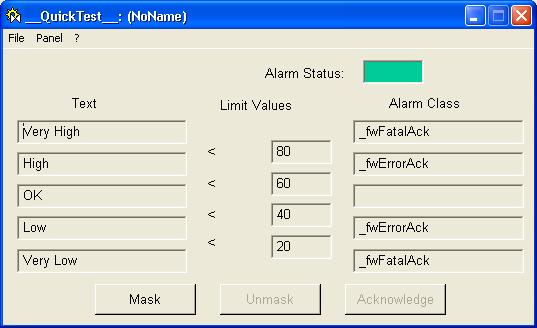 __QuickTest__: (NoName)
File Panel ?
Alarm Status:
Text Limit Values Alarm Class
Very High _fwFatalAck
< 80
High _fwErrorAck
< 60
OK
< 40
Low _fwErrorAck
< 20
Very Low _fwFatalAck
Mask Unmask Acknowledge